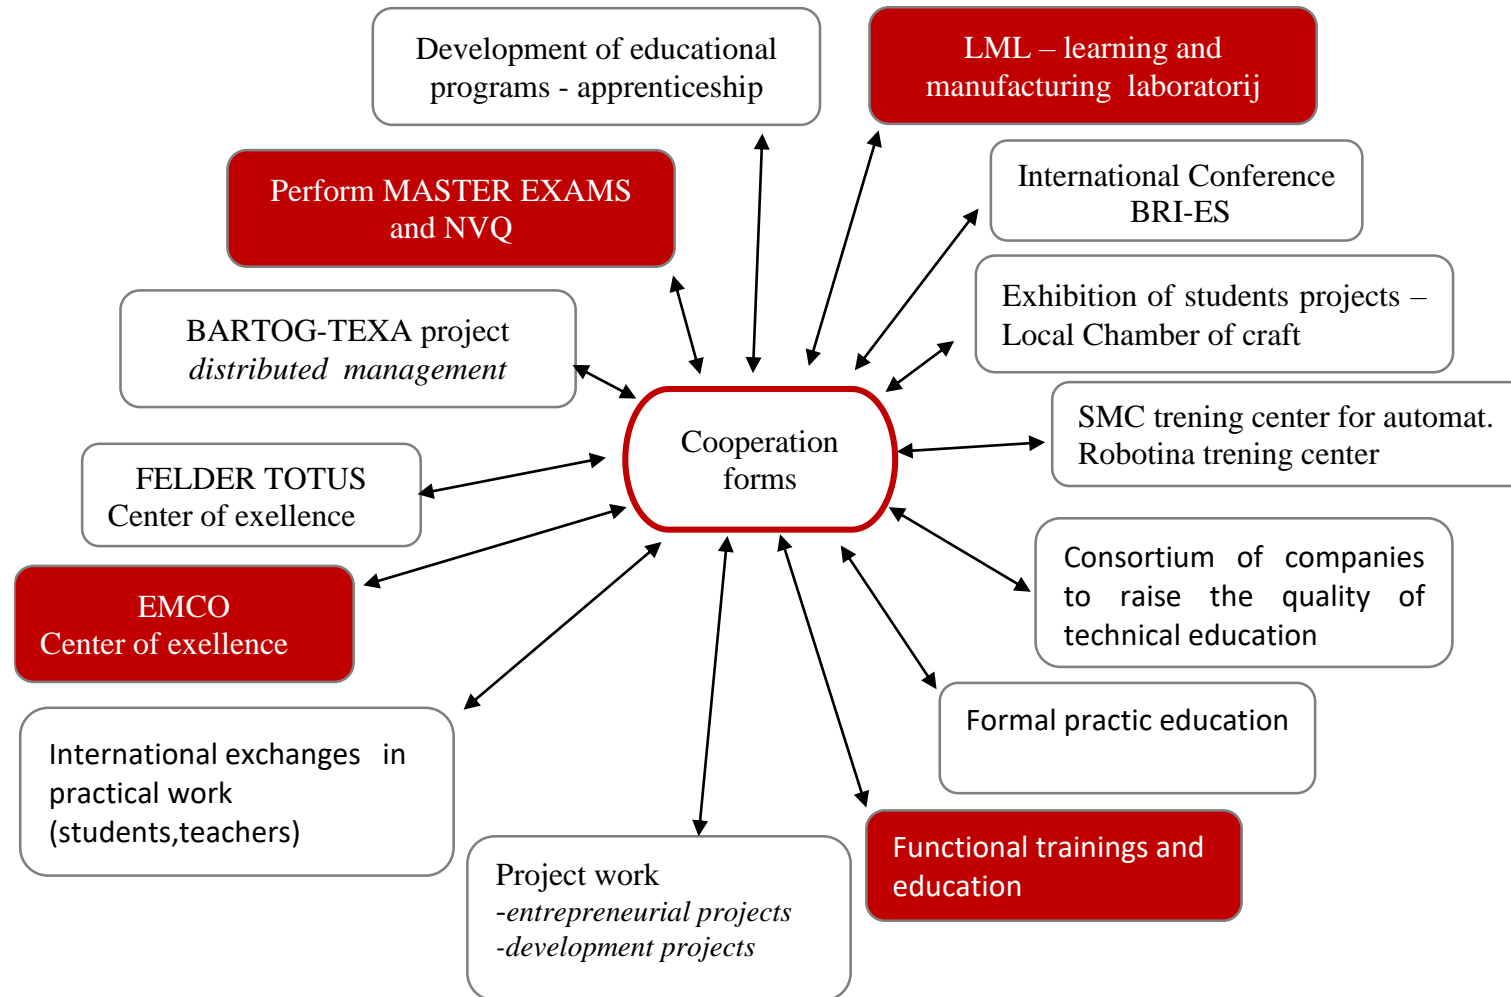 Development of educational
programs - apprenticeship
LML – learning and
manufacturing laboratorij
Perform MASTER EXAMS
and NVQ
International Conference
BRI-ES
BARTOG-TEXA project
distributed management
Exhibition of students projects –
Local Chamber of craft
Cooperation
forms
SMC trening center for automat.
Robotina trening center
FELDER TOTUS
Center of exellence
Consortium of companies
to raise the quality of
technical education
EMCO
Center of exellence
Formal practic education
International exchanges in
practical work
(students,teachers)
Functional trainings and
education
Project work
-entrepreneurial projects
-development projects